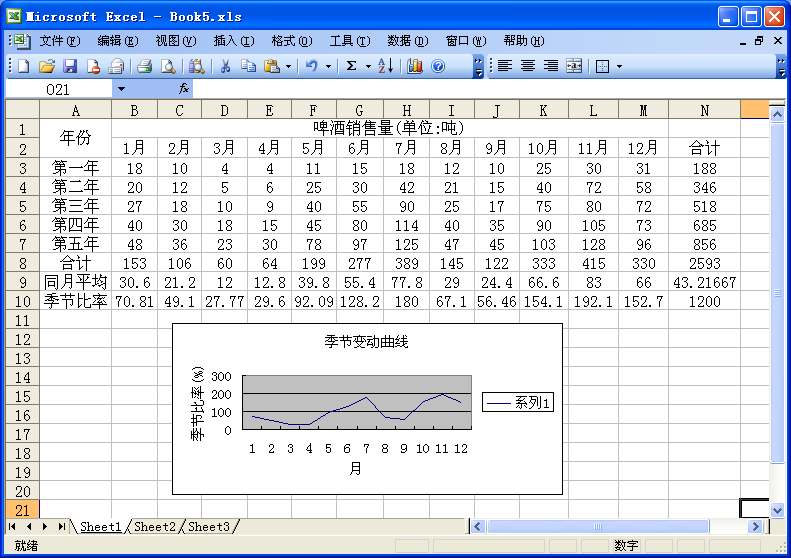 Microsoft Excel - Book5.xls
文件(F) 编辑(E) 视图(V) 插入(I) 格式(O) 工具(T) 数据(D) 窗口(W) 帮助(H)
O21 fx
A B C D E F G H I J K L M N
1 年份 啤酒销售量(单位:吨)
2 1月 2月 3月 4月 5月 6月 7月 8月 9月 10月 11月 12月 合计
3 第一年 18 10 4 4 11 15 18 12 10 25 30 31 188
4 第二年 20 12 5 6 25 30 42 21 15 40 72 58 346
5 第三年 27 18 10 9 40 55 90 25 17 75 80 72 518
6 第四年 40 30 18 15 45 80 114 40 35 90 105 73 685
7 第五年 48 36 23 30 78 97 125 47 45 103 128 96 856
8 合计 153 106 60 64 199 277 389 145 122 333 415 330 2593
9 同月平均 30.6 21.2 12 12.8 39.8 55.4 77.8 29 24.4 66.6 83 66 43.21667
10 季节比率 70.81 49.1 27.77 29.6 92.09 128.2 180 67.1 56.46 154.1 192.1 152.7 1200
11
12
13
14
15
16
17
18
19
20
21
季节变动曲线
季节比率(%)
300
200
100
0
1 2 3 4 5 6 7 8 9 10 11 12
月
系列1
Sheet1 Sheet2 Sheet3
就绪 数字